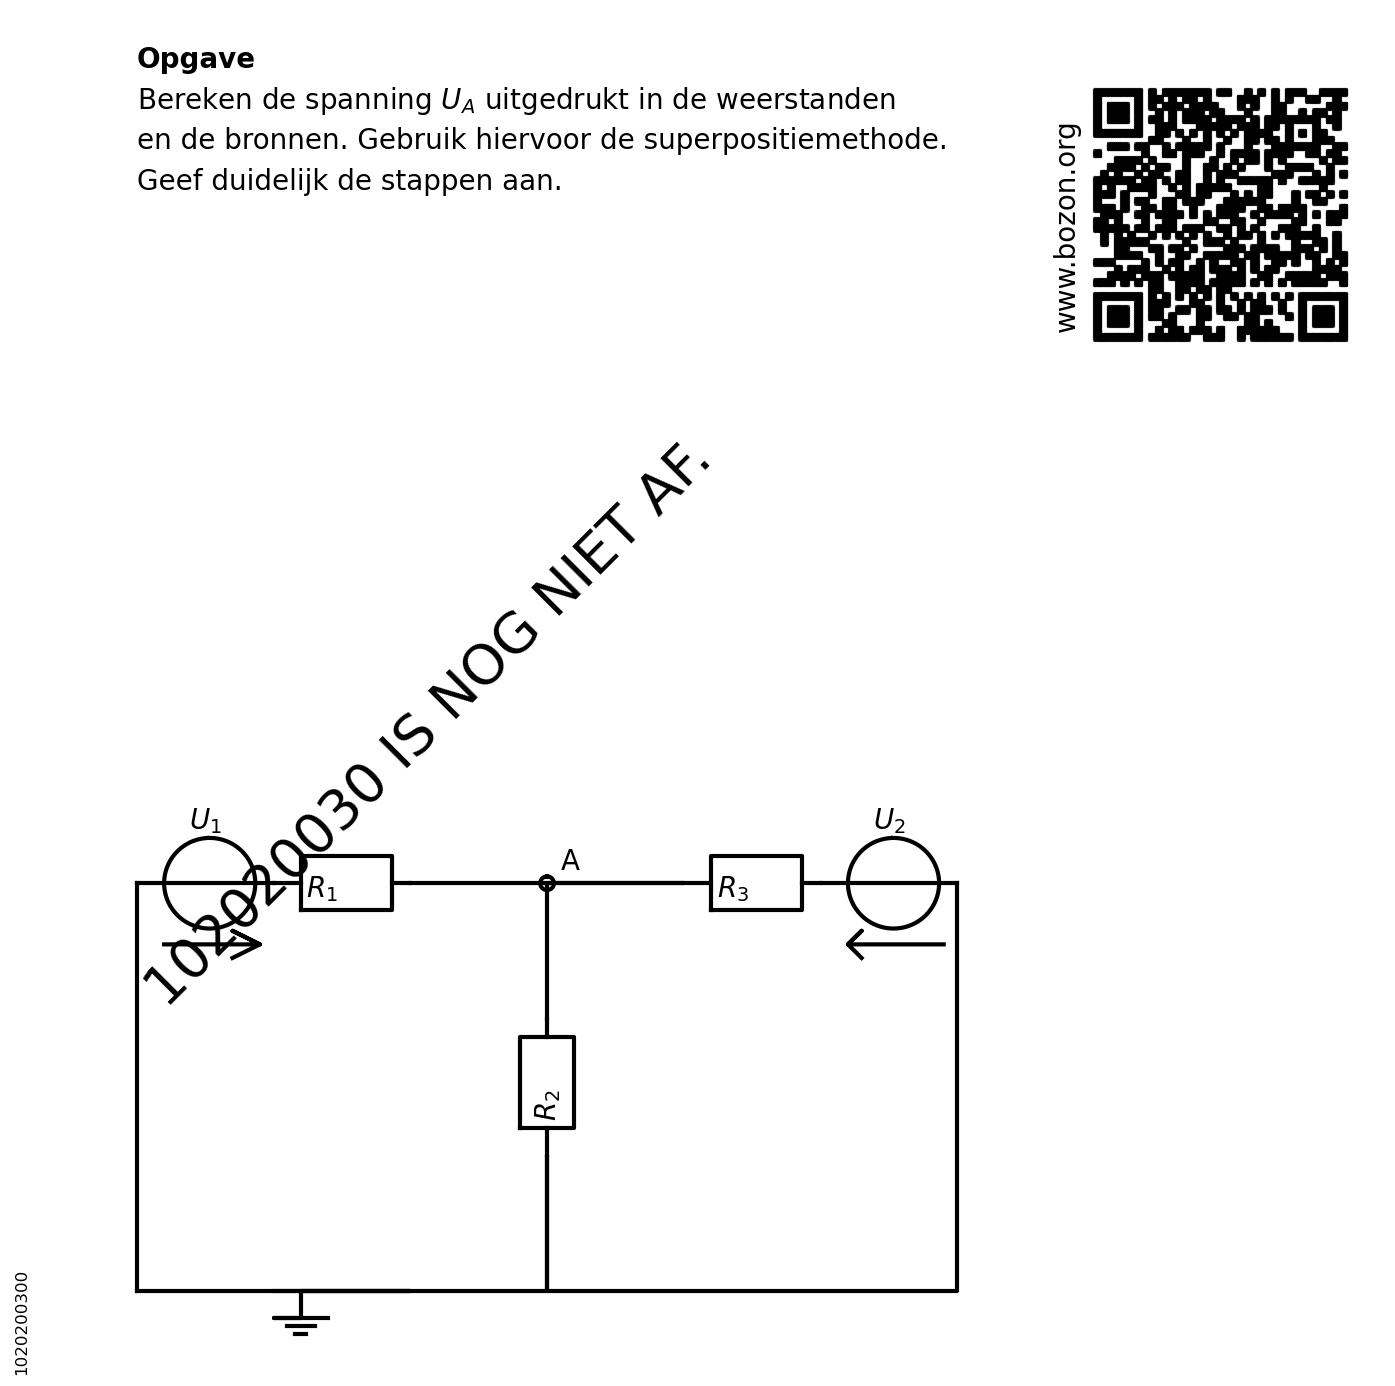 Opgave
Bereken de spanning U_A uitgedrukt in de weerstanden
en de bronnen. Gebruik hiervoor de superpositiemethode.
Geef duidelijk de stappen aan.
www.bozon.org
102020030 IS NOG NIET AF.
U_1
U_2
A
R_1
R_3
R_2
1020200300